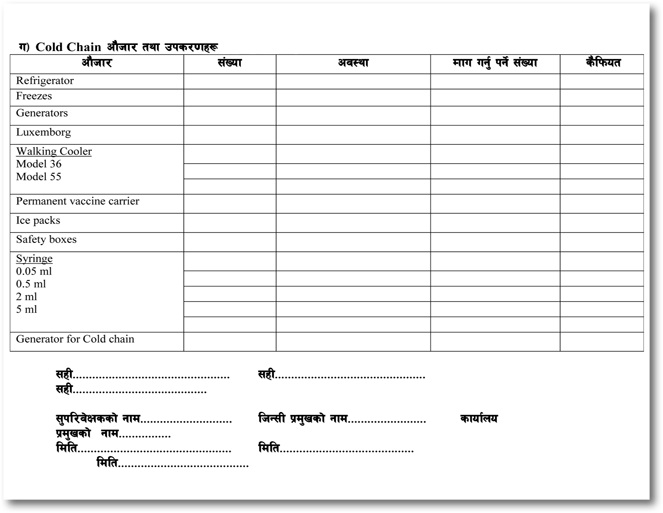 ग) Cold Chain औजार तथा उपकरणहरू
औजार संख्या अवस्था माग गर्नु पर्ने संख्या कैफियत
Refrigerator
Freezes
Generators
Luxemborg
Walking Cooler
Model 36
Model 55
Permanent vaccine carrier
Ice packs
Safety boxes
Syringe
0.05 ml
0.5 ml
2 ml
5 ml
Generator for Cold chain
सही................................................ सही..............................................
सही.........................................
सुपरिवेक्षकको नाम............................ जिन्सी प्रमुखको नाम........................ कार्यालय
प्रमुखको नाम................
मिति............................................... मिति.........................................
मिति........................................